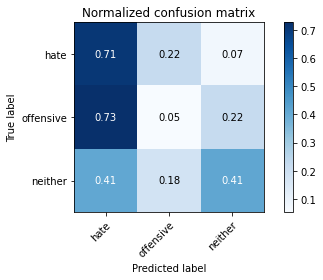 Normalized confusion matrix
True label
hate 0.71 0.22 0.07
offensive 0.73 0.05 0.22
neither 0.41 0.18 0.41
hate offensive neither
Predicted label
0.7
0.6
0.5
0.4
0.3
0.2
0.1